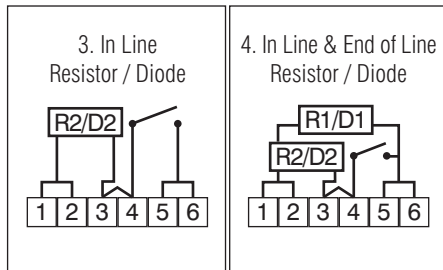 3. In Line
Resistor / Diode
R2/D2
1 2 3 4 5 6
4. In Line & End of Line
Resistor / Diode
R1/D1
R2/D2
1 2 3 4 5 6